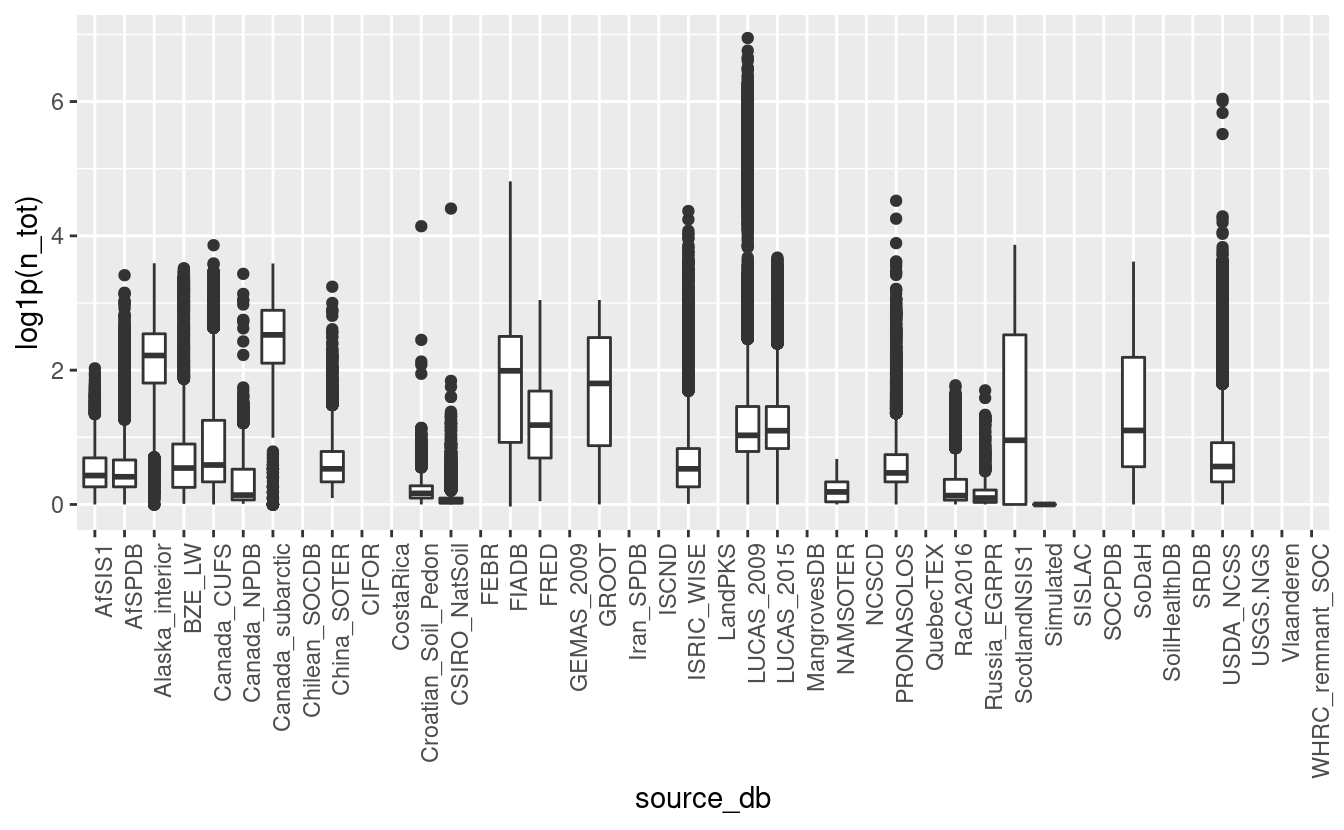 log1p(n_tot)
6
4
2
0
AfSIS1
AfSPDB
Alaska_interior
BZE_LW
Canada_CUFS
Canada_NPDB
Canada_subarctic
Chilean_SOCDB
China_SOTER
CIFOR
CostaRica
Croatian_Soil_Pedon
CSIRO_NatSoil
FEBR
FIADB
FRED
GEMAS_2009
GROOT
Iran_SPDB
ISCND
ISRIC_WISE
LandPKS
LUCAS_2009
LUCAS_2015
MangrovesDB
NAMSOTER
NCSCD
PRONASOLOS
QuebecTEX
RaCA2016
Russia_EGRPR
ScotlandNSIS1
Simulated
SISLAC
SOCPDB
SoDaH
SoilHealthDB
SRDB
USDA_NCSS
USGS.NGS
Vlaanderen
WHRC_remnant_SOC
source_db